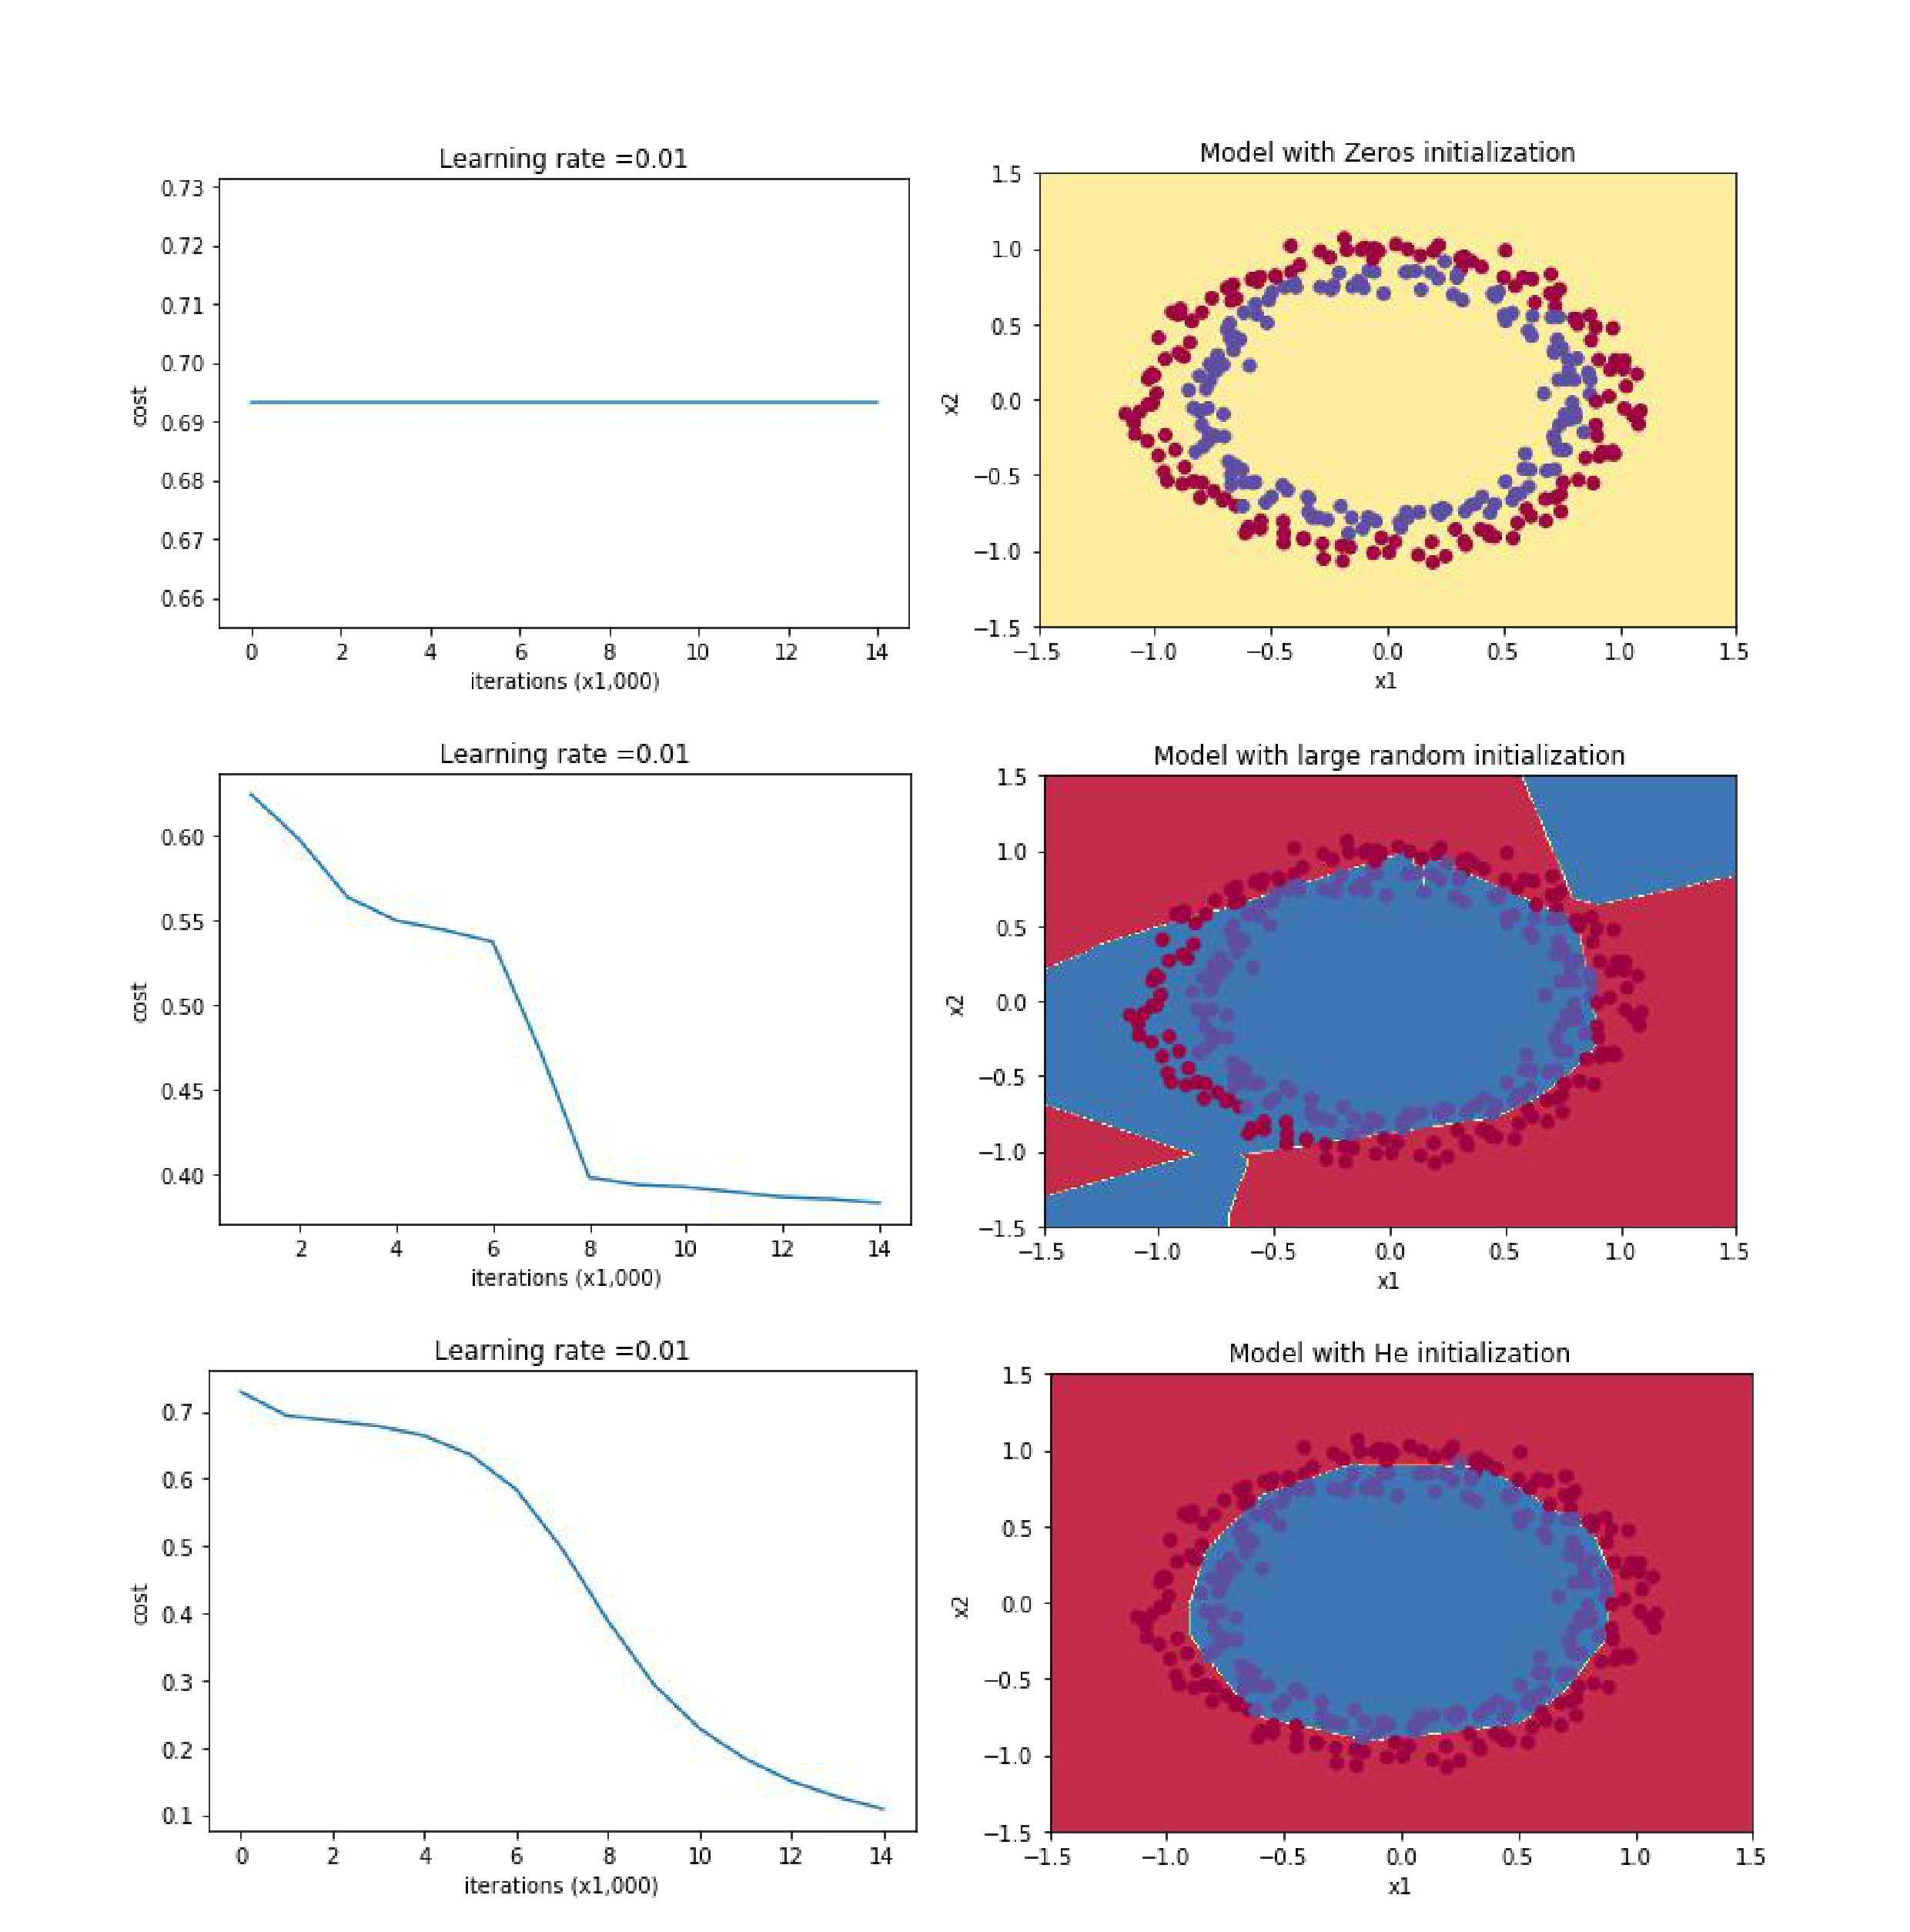 Learning rate =0.01
0.73
0.72
0.71
0.70
0.69
0.68
0.67
0.66
cost
0 2 4 6 8 10 12 14
iterations (x1,000)
Model with Zeros initialization
1.5
1.0
0.5
0.0
−0.5
−1.0
−1.5
x2
−1.5 −1.0 −0.5 0.0 0.5 1.0 1.5
x1
Learning rate =0.01
0.60
0.55
0.50
0.45
0.40
cost
2 4 6 8 10 12 14
iterations (x1,000)
Model with large random initialization
1.5
1.0
0.5
0.0
−0.5
−1.0
−1.5
x2
−1.5 −1.0 −0.5 0.0 0.5 1.0 1.5
x1
Learning rate =0.01
0.7
0.6
0.5
0.4
0.3
0.2
0.1
cost
0 2 4 6 8 10 12 14
iterations (x1,000)
Model with He initialization
1.5
1.0
0.5
0.0
−0.5
−1.0
−1.5
x2
−1.5 −1.0 −0.5 0.0 0.5 1.0 1.5
x1